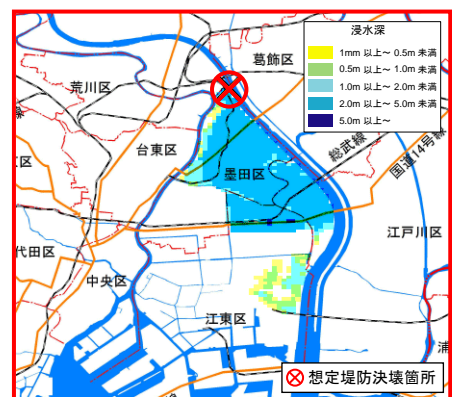 浸水深
1mm 以上～ 0.5m 未満
0.5m 以上～ 1.0m 未満
1.0m 以上～ 2.0m 未満
2.0m 以上～ 5.0m 未満
5.0m 以上～
葛飾区
荒川区
台東区
総武線
国道14号線
墨田区
江戸川区
代田区
中央区
江東区
浦
想定堤防決壊箇所